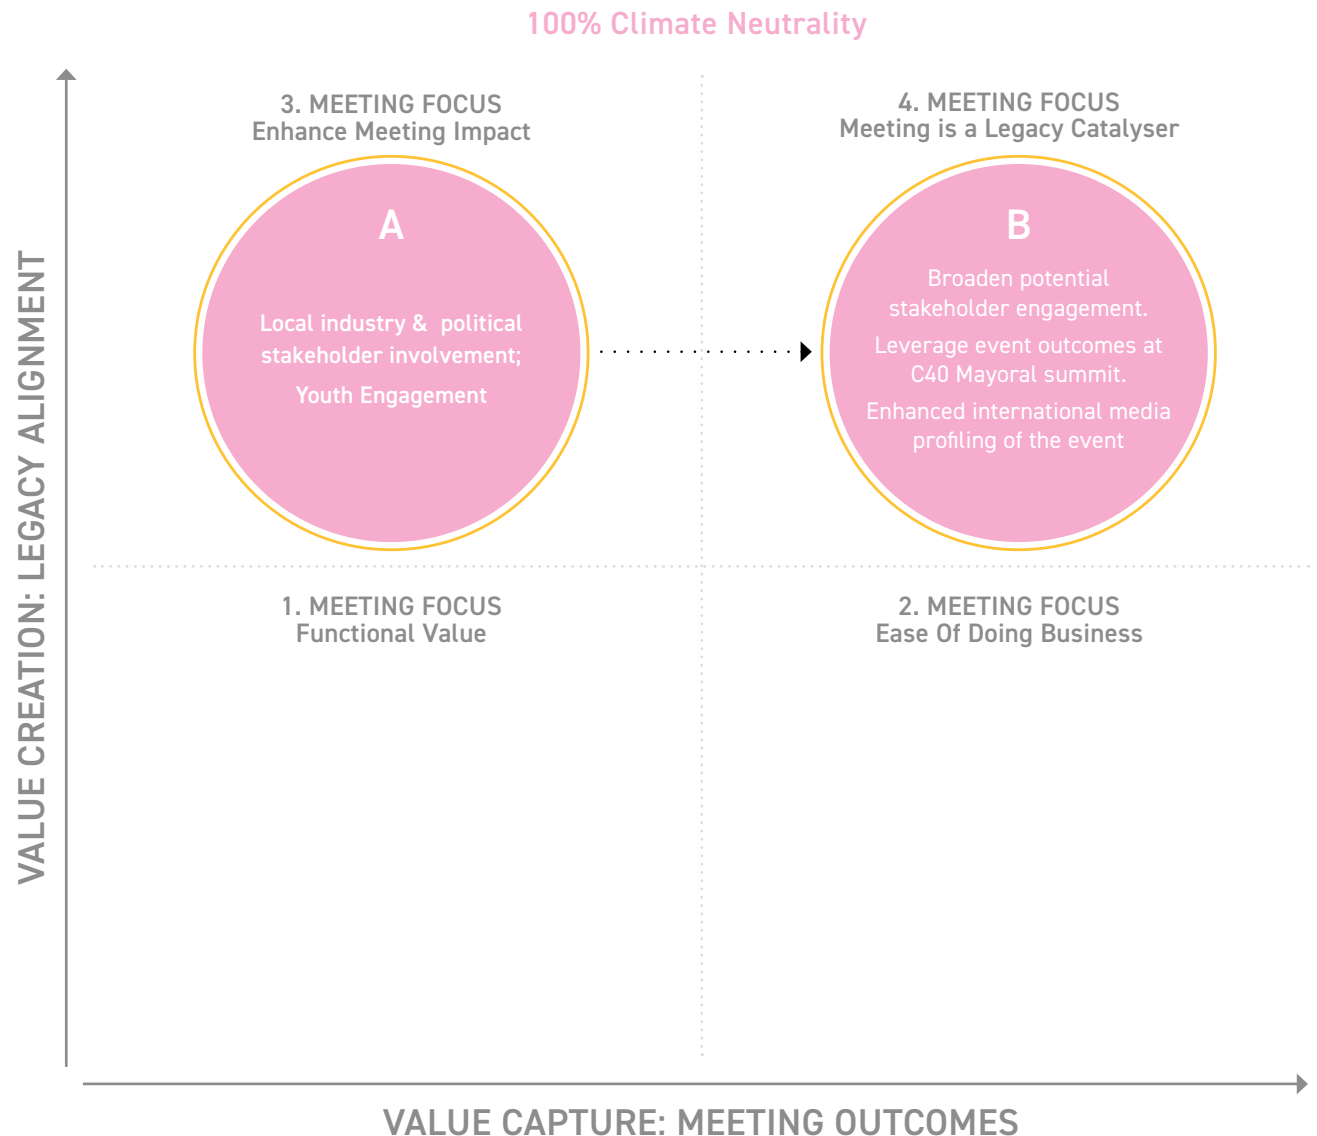 100% Climate Neutrality
3. MEETING FOCUS
Enhance Meeting Impact
4. MEETING FOCUS
Meeting is a Legacy Catalyser
A
Local industry & political
stakeholder involvement;
Youth Engagement
B
Broaden potential
stakeholder engagement.
Leverage event outcomes at
C40 Mayoral summit.
Enhanced international media
profiling of the event
1. MEETING FOCUS
Functional Value
2. MEETING FOCUS
Ease Of Doing Business
VALUE CREATION: LEGACY ALIGNMENT
VALUE CAPTURE: MEETING OUTCOMES